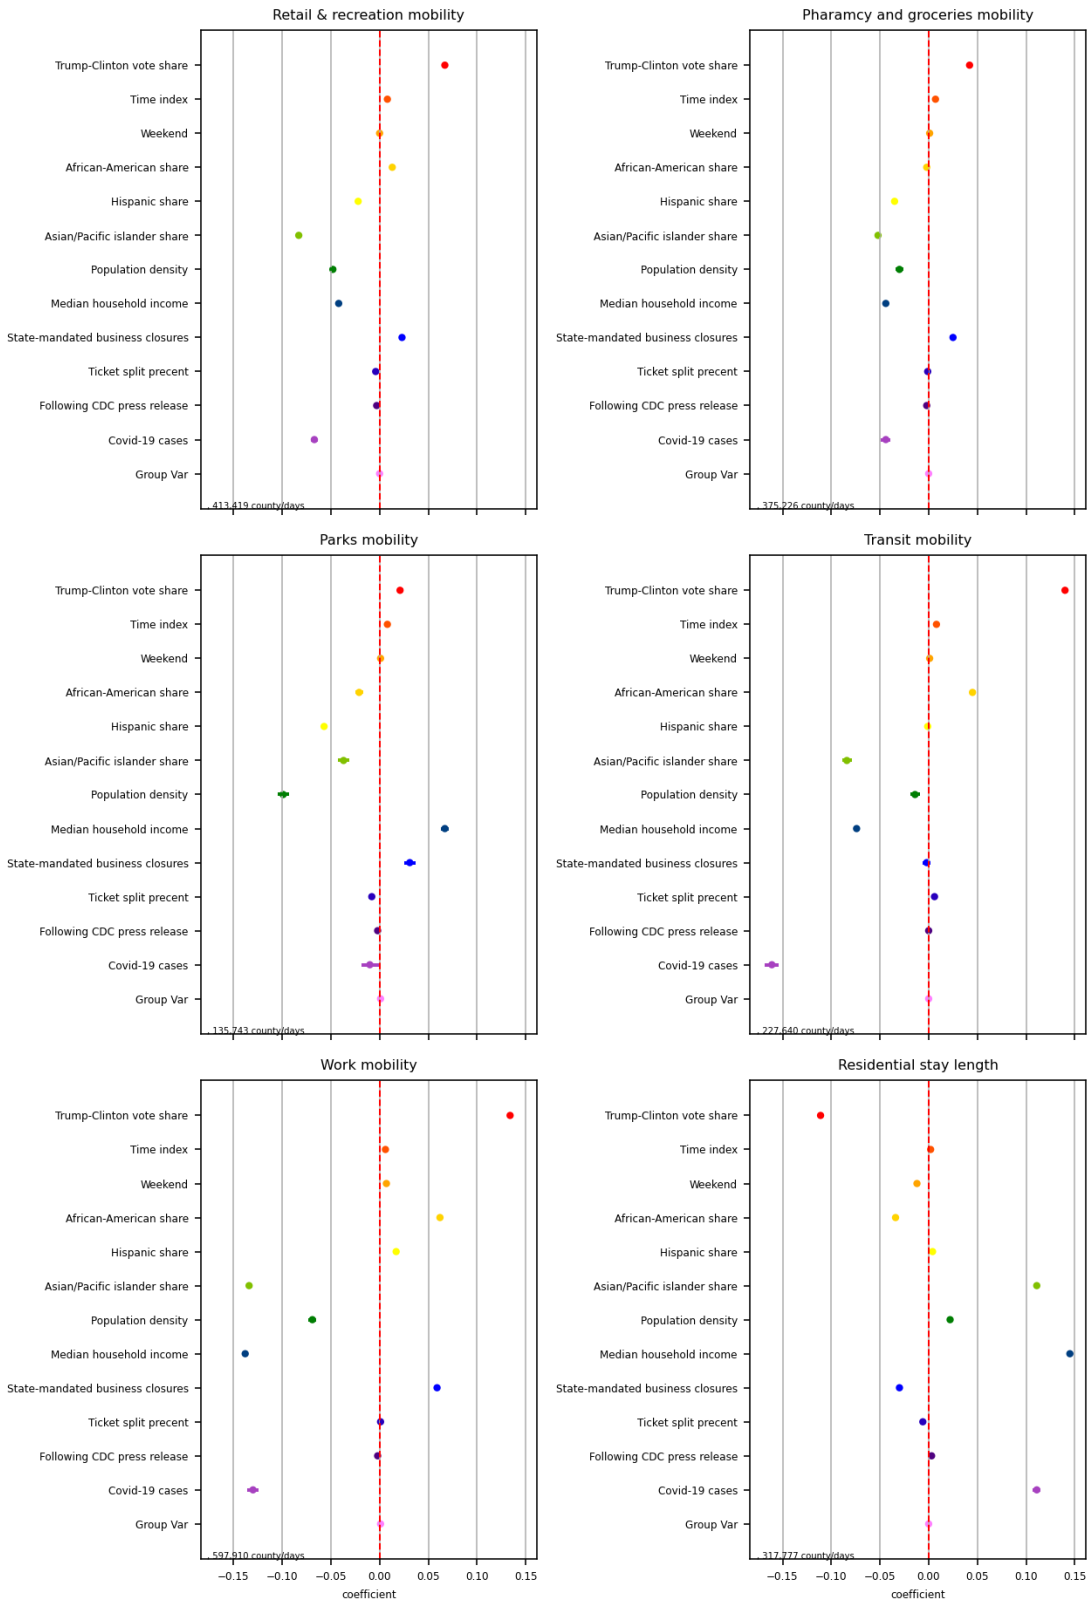 Retail & recreation mobility
Trump-Clinton vote share
Time index
Weekend
African-American share
Hispanic share
Asian/Pacific islander share
Population density
Median household income
State-mandated business closures
Ticket split precent
Following CDC press release
Covid-19 cases
Group Var
, 413,419 county/days
Pharamcy and groceries mobility
Trump-Clinton vote share
Time index
Weekend
African-American share
Hispanic share
Asian/Pacific islander share
Population density
Median household income
State-mandated business closures
Ticket split precent
Following CDC press release
Covid-19 cases
Group Var
, 375,226 county/days
Parks mobility
Trump-Clinton vote share
Time index
Weekend
African-American share
Hispanic share
Asian/Pacific islander share
Population density
Median household income
State-mandated business closures
Ticket split precent
Following CDC press release
Covid-19 cases
Group Var
, 135,743 county/days
Transit mobility
Trump-Clinton vote share
Time index
Weekend
African-American share
Hispanic share
Asian/Pacific islander share
Population density
Median household income
State-mandated business closures
Ticket split precent
Following CDC press release
Covid-19 cases
Group Var
, 227,640 county/days
Work mobility
Trump-Clinton vote share
Time index
Weekend
African-American share
Hispanic share
Asian/Pacific islander share
Population density
Median household income
State-mandated business closures
Ticket split precent
Following CDC press release
Covid-19 cases
Group Var
, 597,910 county/days
−0.15 −0.10 −0.05 0.00 0.05 0.10 0.15
coefficient
Residential stay length
Trump-Clinton vote share
Time index
Weekend
African-American share
Hispanic share
Asian/Pacific islander share
Population density
Median household income
State-mandated business closures
Ticket split precent
Following CDC press release
Covid-19 cases
Group Var
, 317,777 county/days
−0.15 −0.10 −0.05 0.00 0.05 0.10 0.15
coefficient